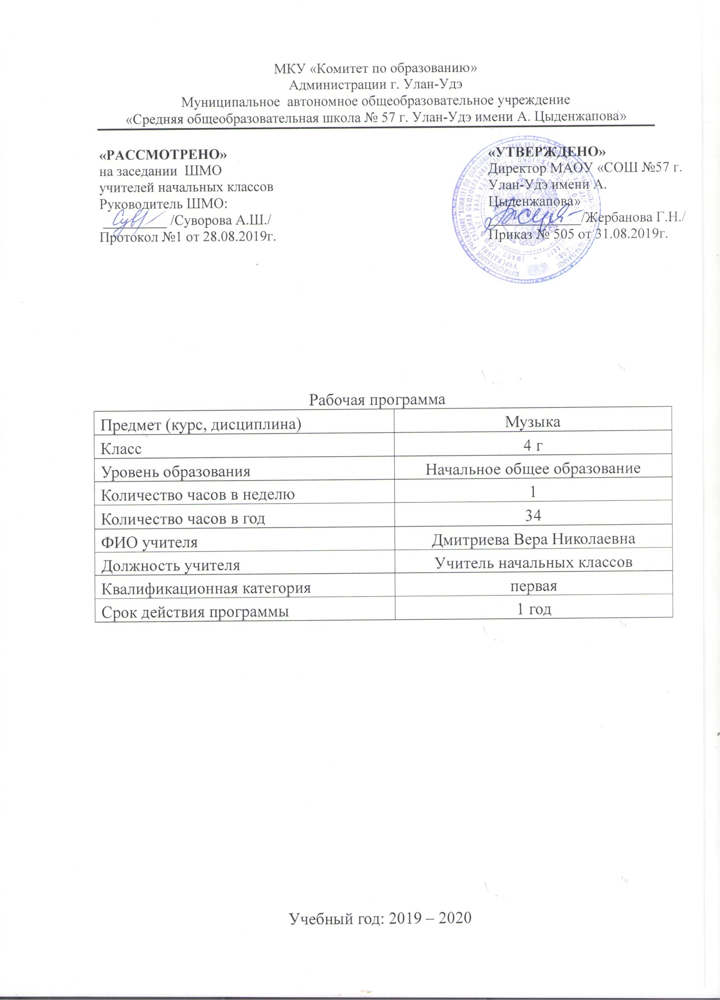 МКУ «Комитет по образованию»
Администрации г. Улан-Удэ
Муниципальное автономное общеобразовательное учреждение
«Средняя общеобразовательная школа № 57 г. Улан-Удэ имени А. Цыденжапова»
«РАССМОТРЕНО»
на заседании ШМО
учителей начальных классов
Руководитель ШМО:
/Суворова А.Ш./
Протокол №1 от 28.08.2019г.
«УТВЕРЖДЕНО»
Директор МАОУ «СОШ №57 г.
Улан-Удэ имени А.
Цыденжапова»
/Жербанова Г.Н./
Приказ № 505 от 31.08.2019г.
Рабочая программа
Предмет (курс, дисциплина) Музыка
Класс 4 г
Уровень образования Начальное общее образование
Количество часов в неделю 1
Количество часов в год 34
ФИО учителя Дмитриева Вера Николаевна
Должность учителя Учитель начальных классов
Квалификационная категория первая
Срок действия программы 1 год
Учебный год: 2019 – 2020